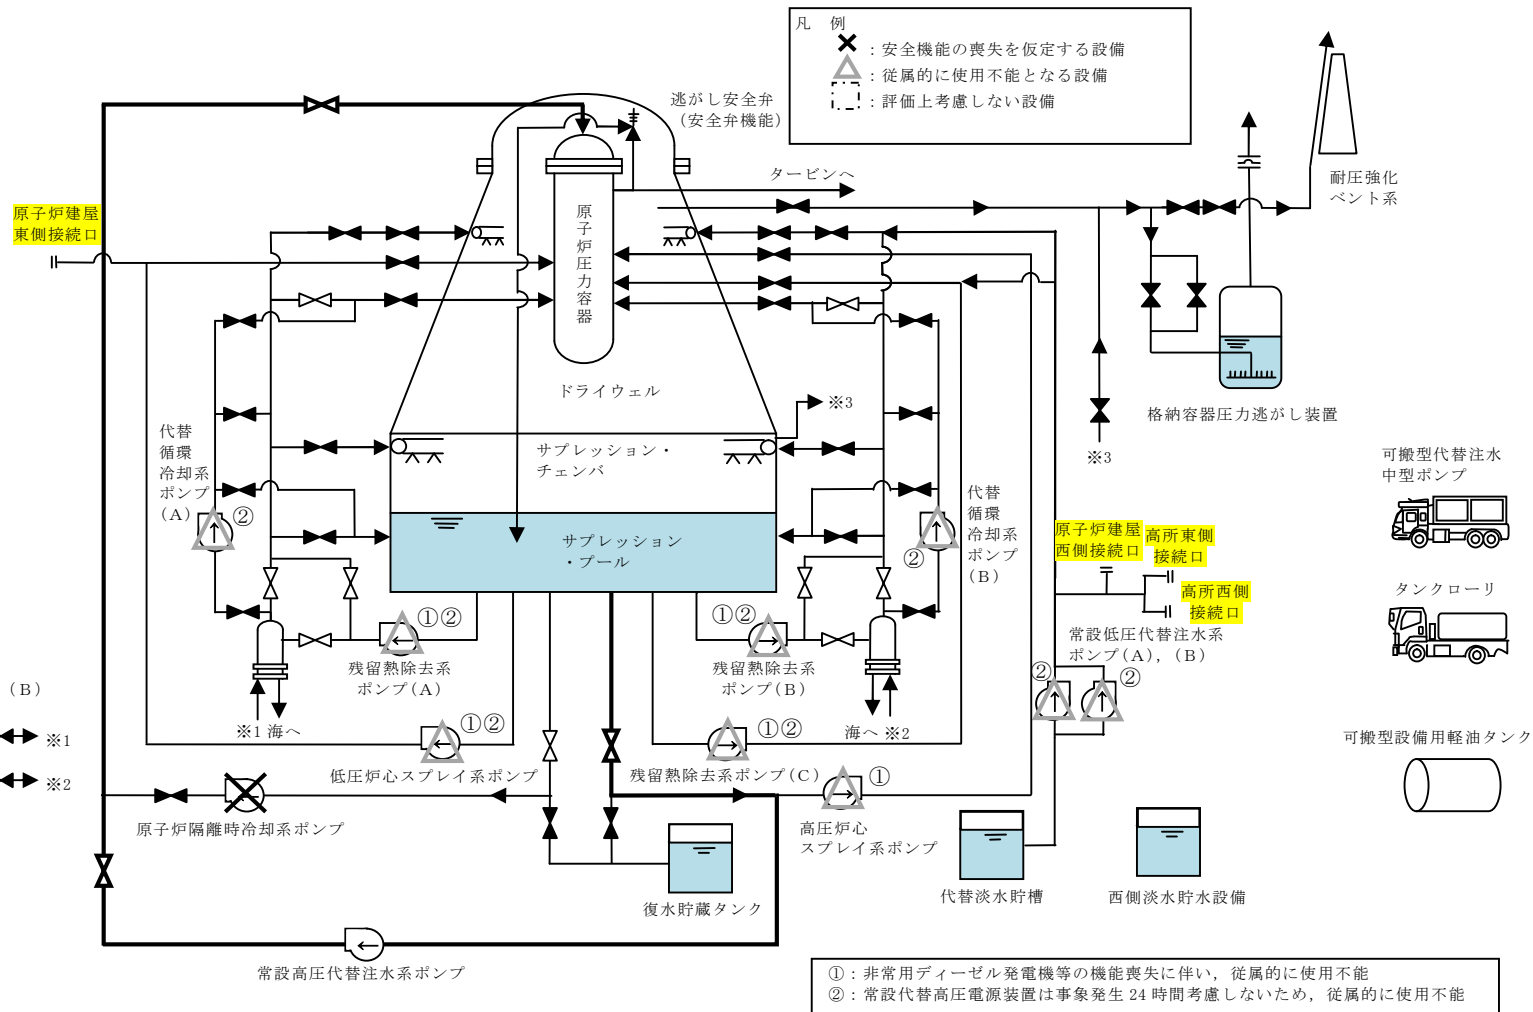 凡　例
：安全機能の喪失を仮定する設備
：従属的に使用不能となる設備
：評価上考慮しない設備
逃がし安全弁
（安全弁機能）
タービンへ
耐圧強化
ベント系
原子炉建屋
東側接続口
原子炉圧力容器
ドライウェル
格納容器圧力逃がし装置
※3
※3
代替
循環
冷却系
ポンプ
（A）
②
サプレッション・
チェンバ
サプレッション
・プール
代替
循環
冷却系
ポンプ
（B）
②
原子炉建屋
西側接続口
高所東側
接続口
高所西側
接続口
可搬型代替注水
中型ポンプ
タンクローリ
①②
残留熱除去系
ポンプ(A)
①②
残留熱除去系
ポンプ(B)
常設低圧代替注水系
ポンプ(A)，(B)
②
②
（B）
※1
※2
※1
海へ
海へ
※2
①②
低圧炉心スプレイ系ポンプ
①②
残留熱除去系ポンプ(C)
①
高圧炉心
スプレイ系ポンプ
可搬型設備用軽油タンク
原子炉隔離時冷却系ポンプ
復水貯蔵タンク
代替淡水貯槽
西側淡水貯水設備
常設高圧代替注水系ポンプ
①：非常用ディーゼル発電機等の機能喪失に伴い，従属的に使用不能
②：常設代替高圧電源装置は事象発生 24 時間考慮しないため，従属的に使用不能